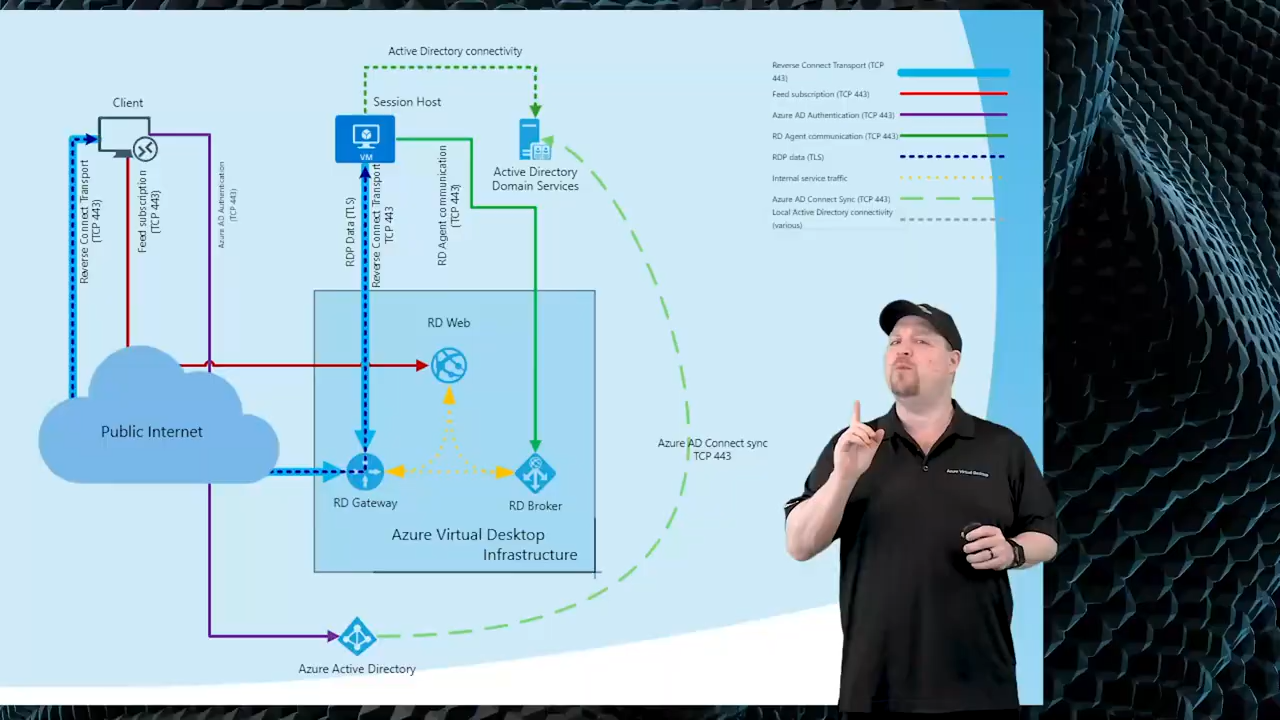 Active Directory connectivity
Client
Session Host
VM
Active Directory
Domain Services
Reverse Connect Transport
(TCP 443)
Feed subscription
(TCP 443)
Azure AD Authentication
(TCP 443)
RDP Data (TLS)
Reverse Connect Transport
TCP 443
RD Agent communication
(TCP 443)
RD Web
Public Internet
RD Gateway
RD Broker
Azure Virtual Desktop
Infrastructure
Azure AD Connect sync
TCP 443
Azure Active Directory
Reverse Connect Transport (TCP
443)
Feed subscription (TCP 443)
Azure AD Authentication (TCP 443)
RD Agent communication (TCP 443)
RDP data (TLS)
Internal service traffic
Azure AD Connect Sync (TCP 443)
Local Active Directory connectivity
(various)
Azure Virtual Desktop